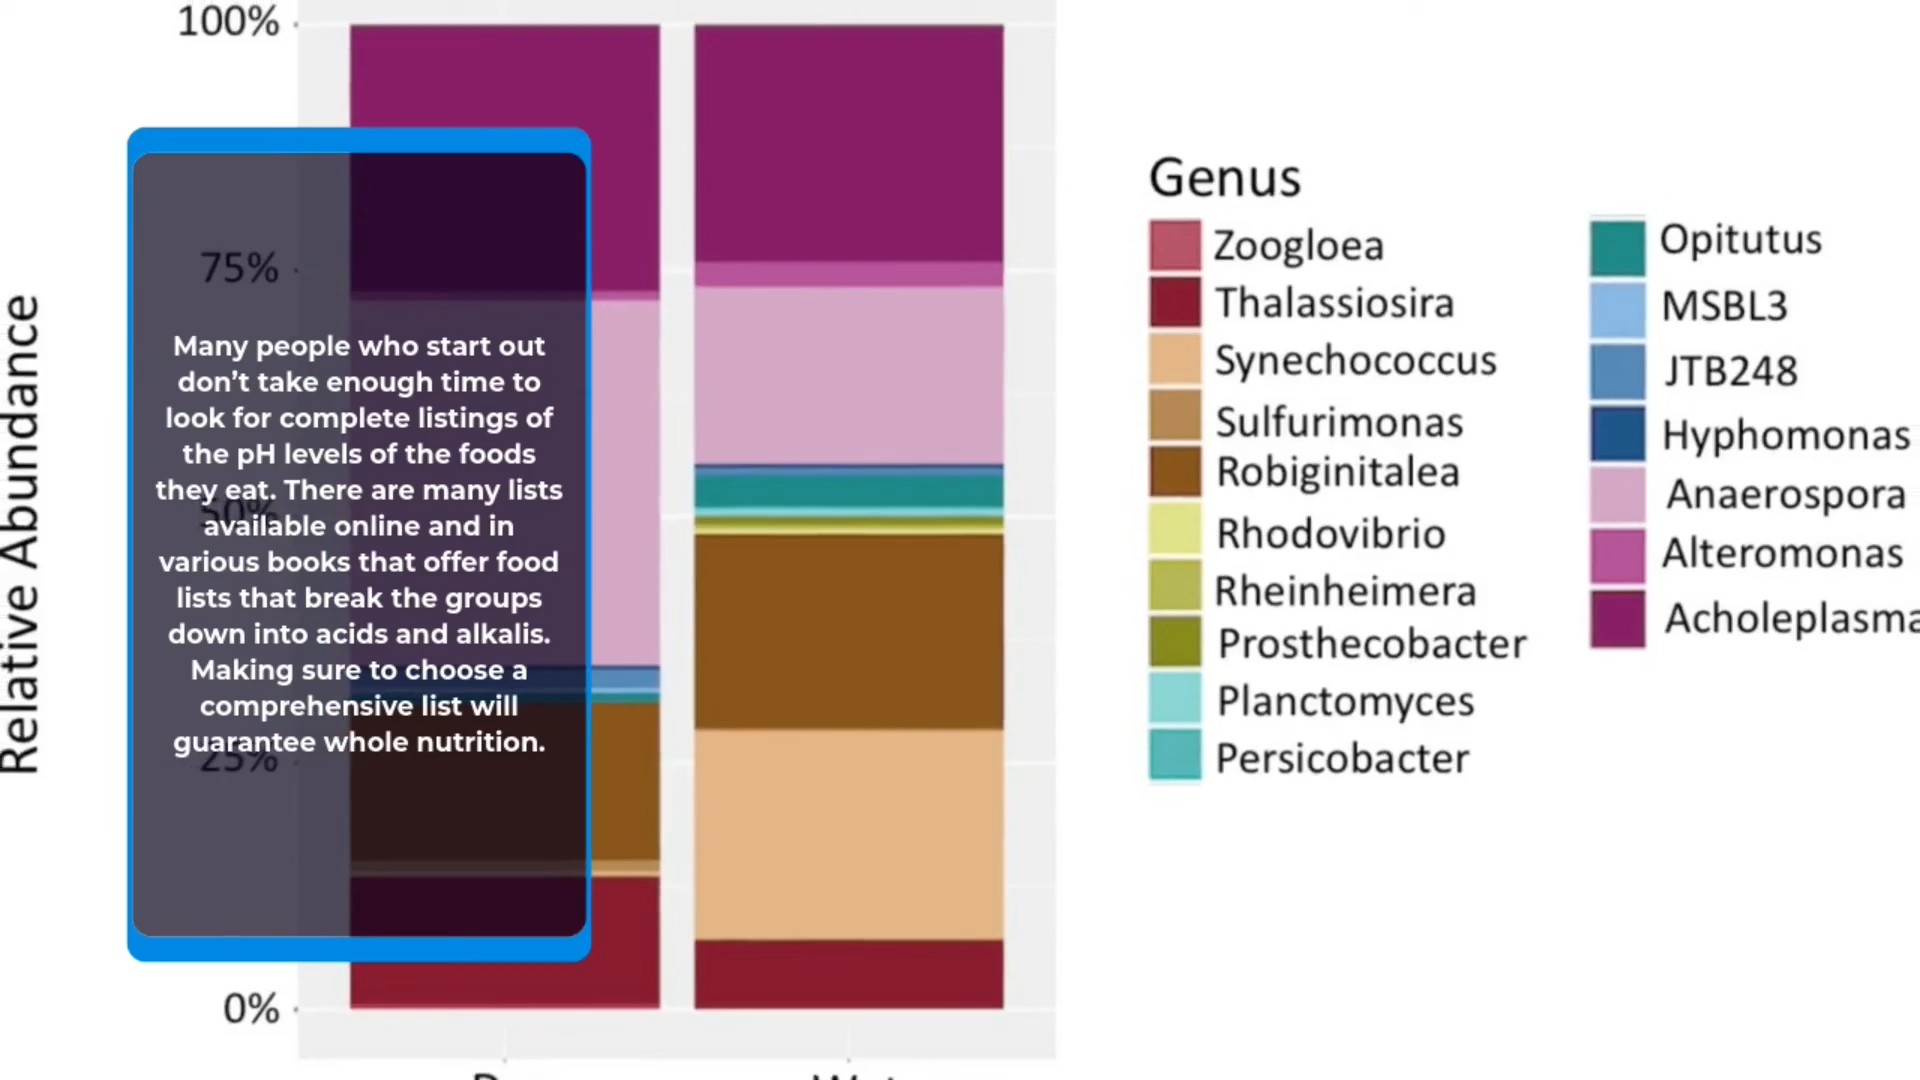 100%
75%
50%
25%
0%
Relative Abundance
Many people who start out
don’t take enough time to
look for complete listings of
the pH levels of the foods
they eat. There are many lists
available online and in
various books that offer food
lists that break the groups
down into acids and alkalis.
Making sure to choose a
comprehensive list will
guarantee whole nutrition.
Genus
Zoogloea
Thalassiosira
Synechococcus
Sulfurimonas
Robiginitalea
Rhodovibrio
Rheinheimera
Prosthecobacter
Planctomyces
Persicobacter
Opitutus
MSBL3
JTB248
Hyphomonas
Anaerospora
Alteromonas
Acholeplasma